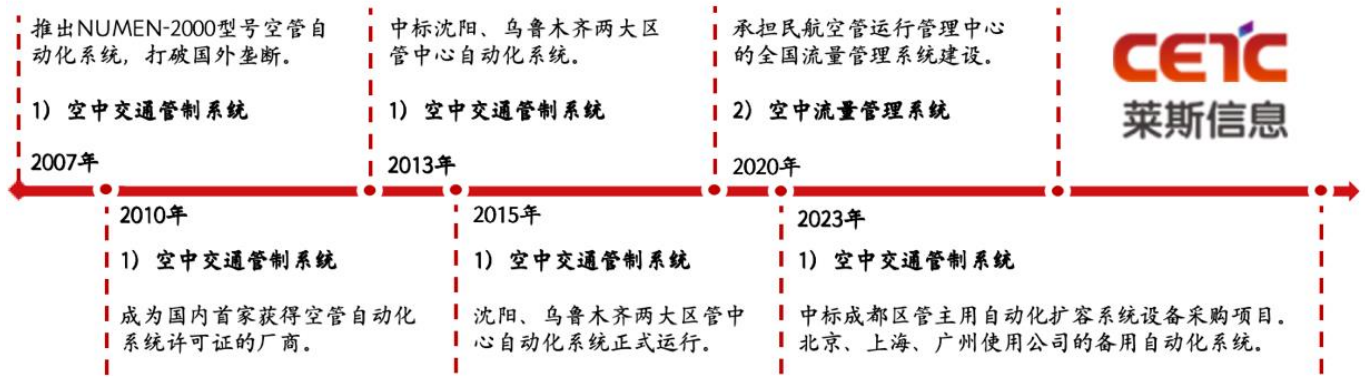 推出NUMEN-2000型号空管自
动化系统，打破国外垄断。
1）空中交通管制系统
2007年
中标沈阳、乌鲁木齐两大区
管中心自动化系统。
1）空中交通管制系统
2013年
承担民航空管运行管理中心
的全国流量管理系统建设。
2）空中流量管理系统
2020年
CETC
莱斯信息
2010年
1）空中交通管制系统
成为国内首家获得空管自动化
系统许可证的厂商。
2015年
1）空中交通管制系统
沈阳、乌鲁木齐两大区管中
心自动化系统正式运行。
2023年
1）空中交通管制系统
中标成都区管主用自动化扩容系统设备采购项目。
北京、上海、广州使用公司的备用自动化系统。